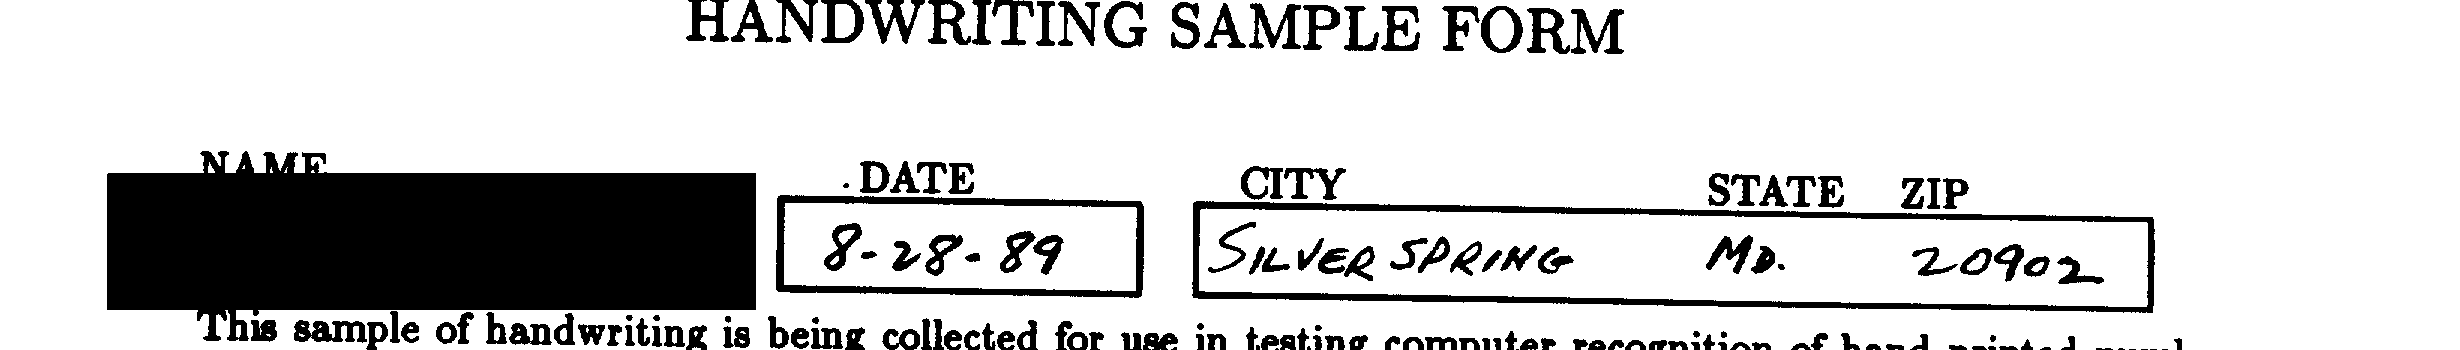 HANDWRITING SAMPLE FORM
NAME DATE CITY STATE ZIP
8-28-89 SILVER SPRING MD. 20902
This sample of handwriting is being collected for use in testing computer recognition of hand printed